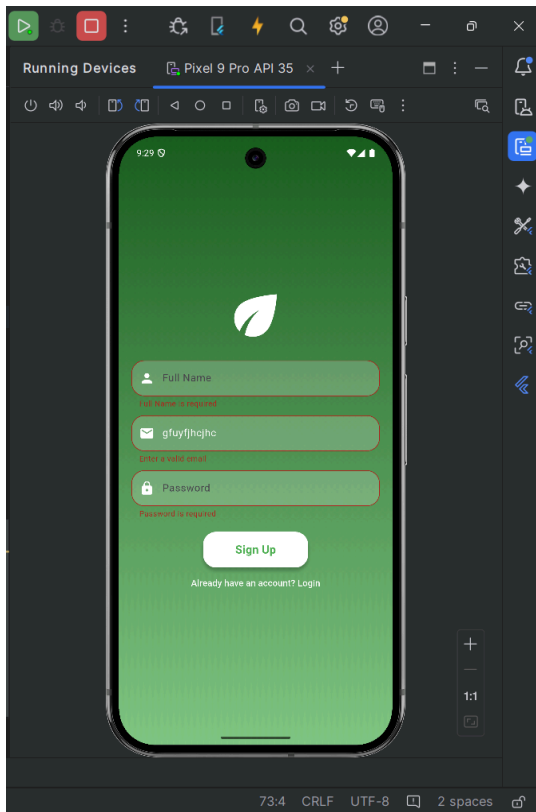 Running Devices
Pixel 9 Pro API 35
9:29
Full Name
Full Name is required
gfuyfjhcjhc
Enter a valid email
Password
Password is required
Sign Up
Already have an account? Login
1:1
73:4 CRLF UTF-8 2 spaces